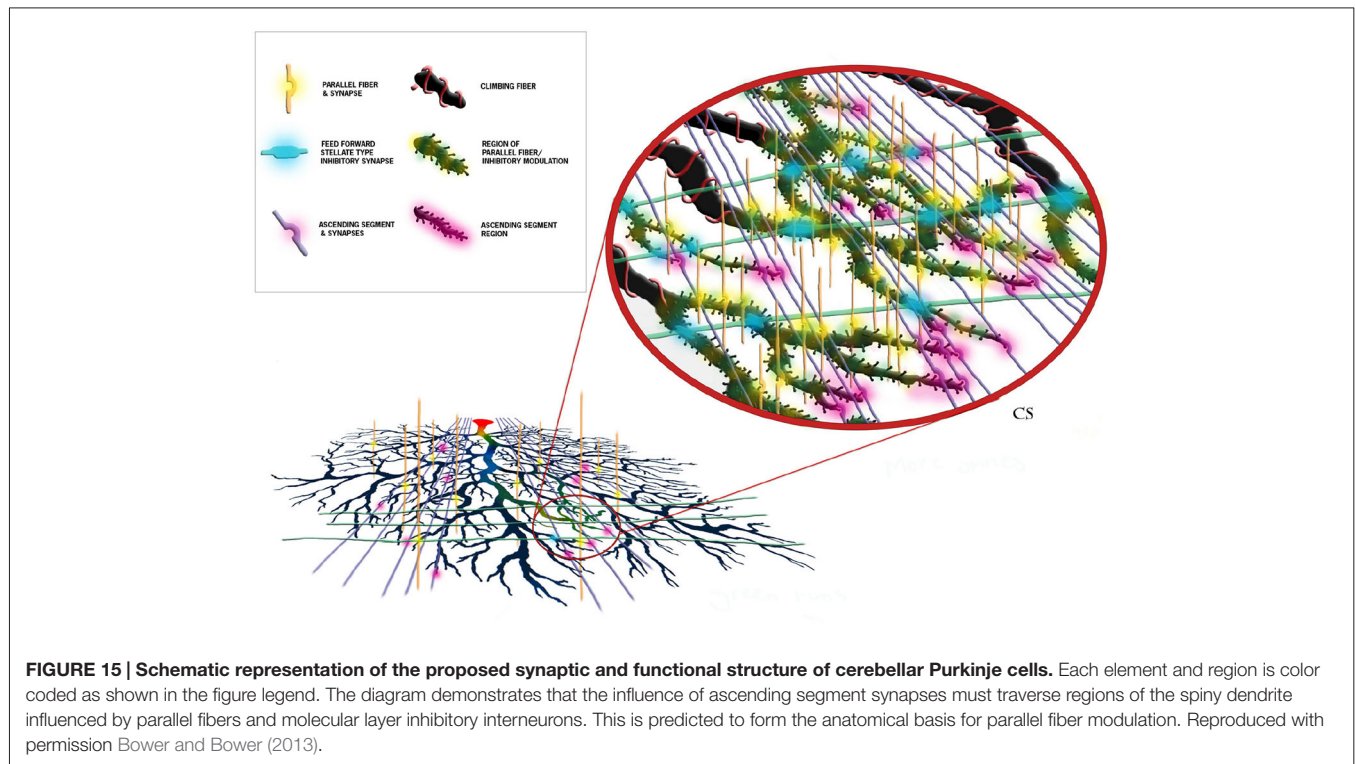 PARALLEL FIBER
& SYNAPSE
CLIMBING FIBER
FEED FORWARD
STELLATE TYPE
INHIBITORY SYNAPSE
REGION OF
PARALLEL FIBER/
INHIBITORY MODULATION
ASCENDING SEGMENT
& SYNAPSES
ASCENDING SEGMENT
REGION
CS
FIGURE 15 | Schematic representation of the proposed synaptic and functional structure of cerebellar Purkinje cells. Each element and region is color
coded as shown in the figure legend. The diagram demonstrates that the influence of ascending segment synapses must traverse regions of the spiny dendrite
influenced by parallel fibers and molecular layer inhibitory interneurons. This is predicted to form the anatomical basis for parallel fiber modulation. Reproduced with
permission Bower and Bower (2013).